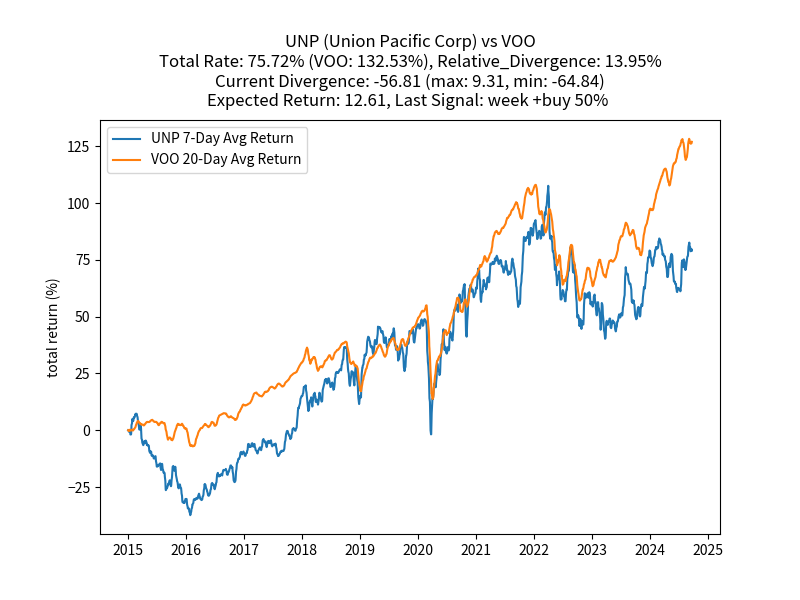 UNP (Union Pacific Corp) vs VOO
Total Rate: 75.72% (VOO: 132.53%), Relative_Divergence: 13.95%
Current Divergence: -56.81 (max: 9.31, min: -64.84)
Expected Return: 12.61, Last Signal: week +buy 50%
UNP 7-Day Avg Return
VOO 20-Day Avg Return
total return (%)
125
100
75
50
25
0
−25
2015 2016 2017 2018 2019 2020 2021 2022 2023 2024 2025